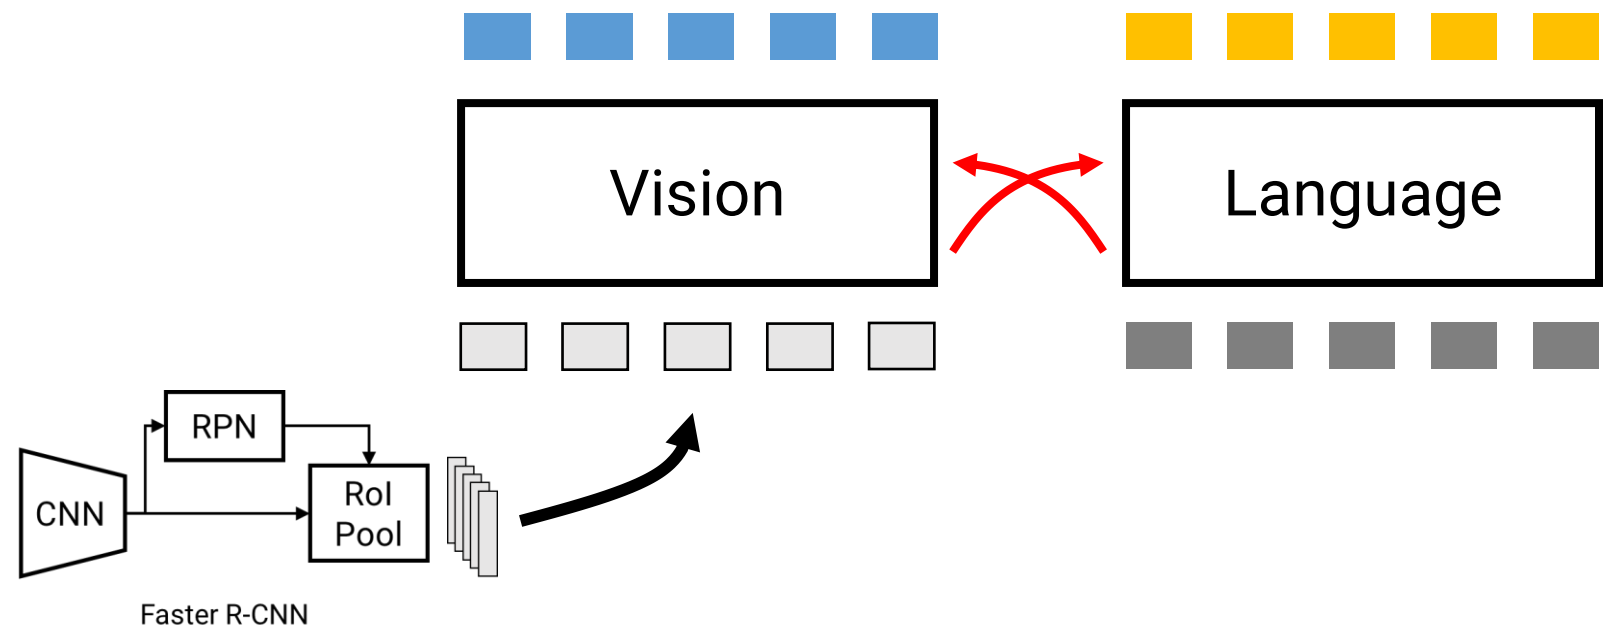 Vision
Language
RPN
CNN
RoI
Pool
Faster R-CNN